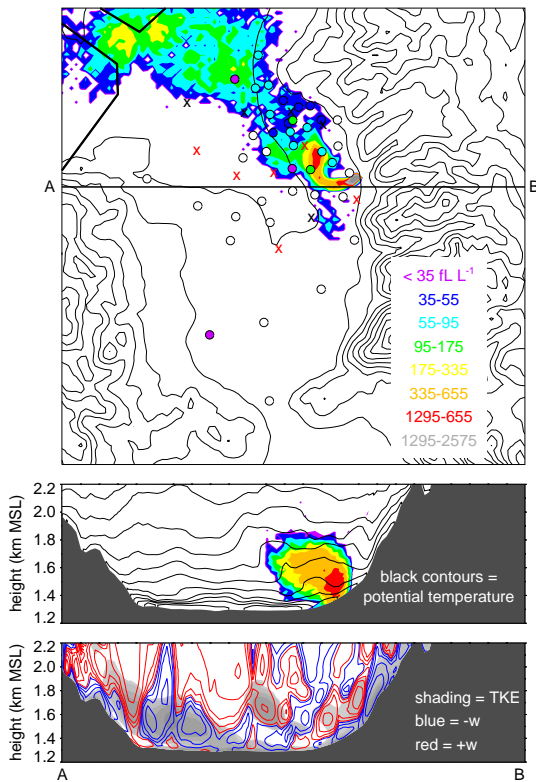 A
B
< 35 fL L-1
35-55
55-95
95-175
175-335
335-655
1295-655
1295-2575
X
X
X
X
X
X
X
X
2.2
2.0
1.8
1.6
1.4
1.2
height (km MSL)
black contours =
potential temperature
2.2
2.0
1.8
1.6
1.4
1.2
height (km MSL)
shading = TKE
blue = -w
red = +w
A
B